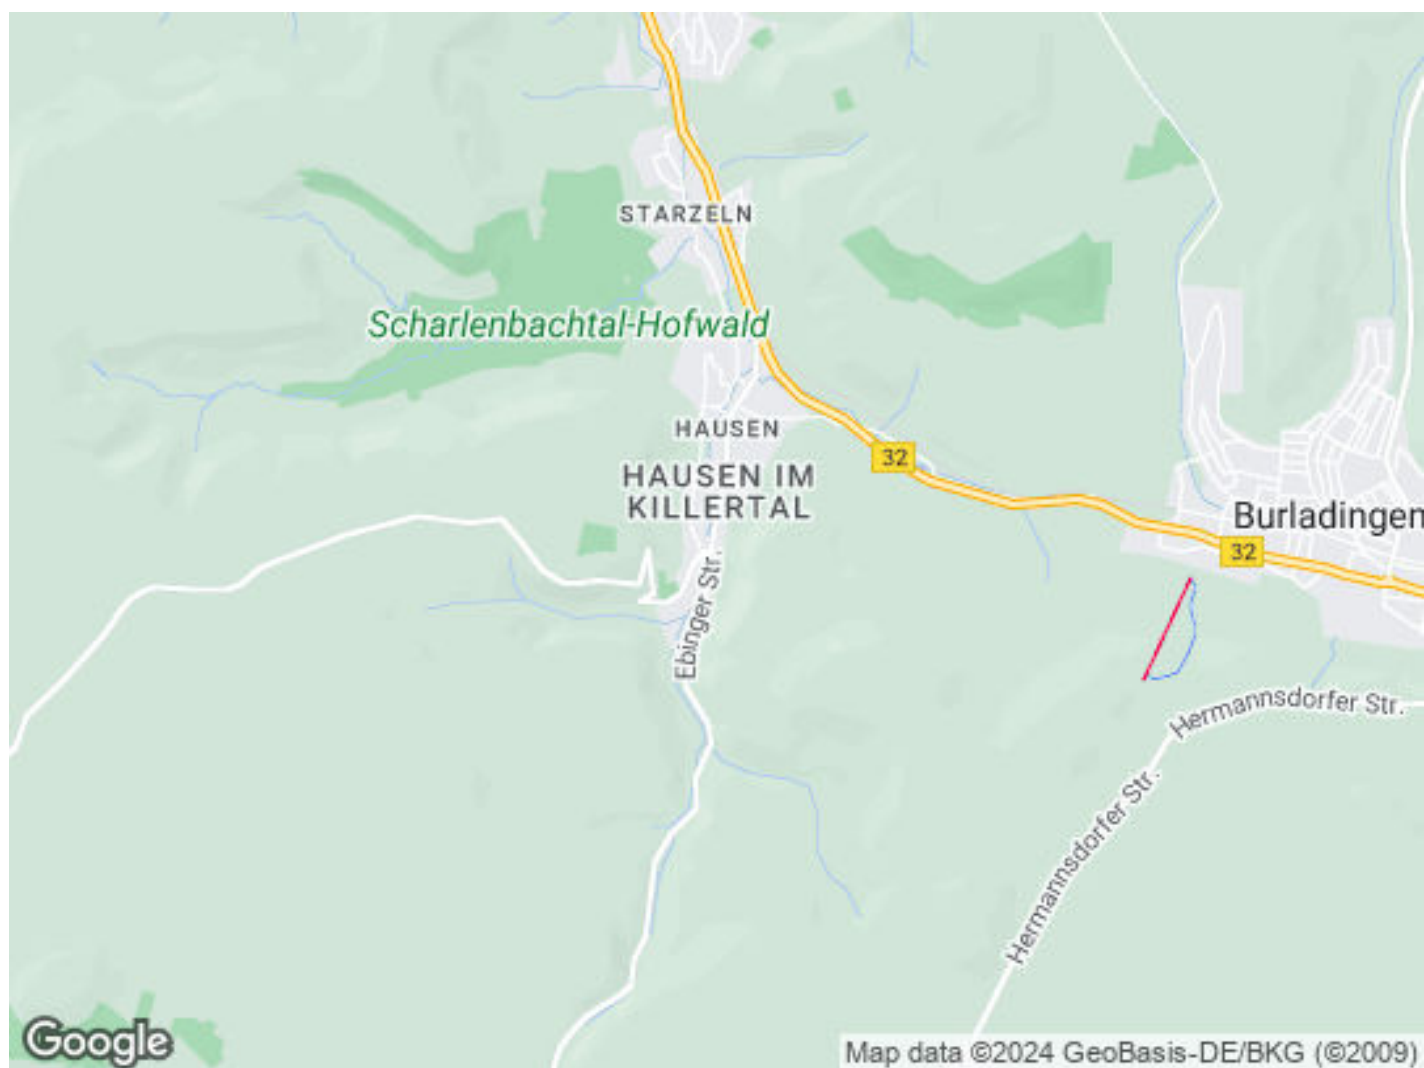 STARZELN
Scharlenbachtal-Hofwald
HAUSEN
32
HAUSEN IM
KILLERTAL
Burladingen
32
Ebinger Str.
Hermannsdorfer Str.
Hermannsdorfer Str.
Google
Map data ©2024 GeoBasis-DE/BKG (©2009)